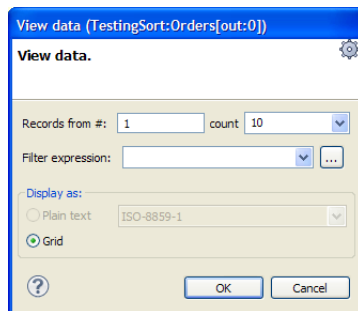 View data (TestingSort:Orders[out:0])
View data.
Records from #: 1 count 10
Filter expression: ...
Display as:
Plain text ISO-8859-1
Grid
? OK Cancel